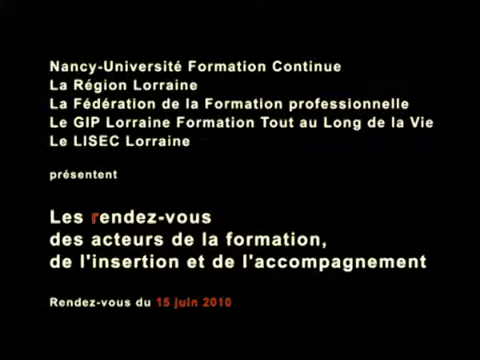 Nancy-Université Formation Continue
La Région Lorraine
La Fédération de la Formation professionnelle
Le GIP Lorraine Formation Tout au Long de la Vie
Le LISEC Lorraine
présentent
Les rendez-vous
des acteurs de la formation,
de l'insertion et de l'accompagnement
Rendez-vous du 15 juin 2010